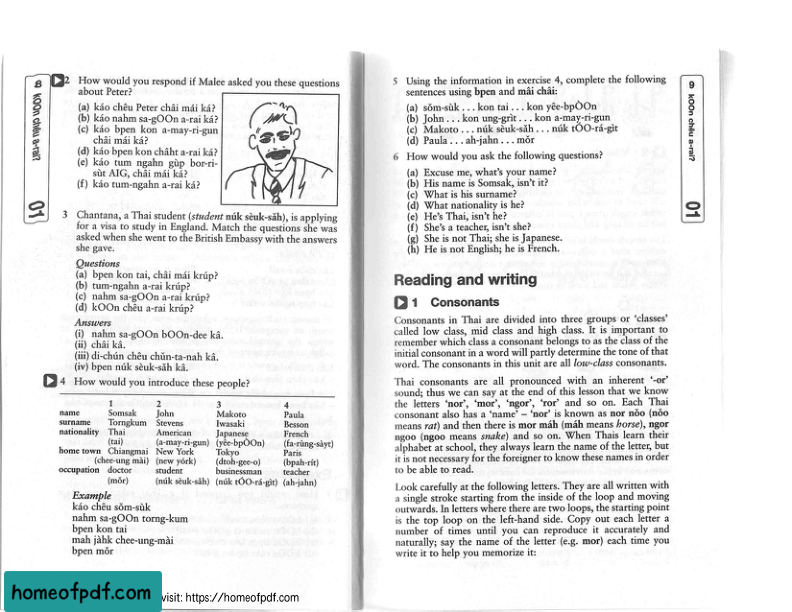 8
kOOn chêu a-rai?
01
2 How would you respond if Malee asked you these questions
about Peter?
(a) káo chêu Peter châi mái ká?
(b) káo nahm sa-gOOn a-rai ká?
(c) káo bpen kon a-may-ri-gun
châi mái ká?
(d) káo bpen kon châht a-rai ká?
(e) káo tum ngahn gùp bor-ri-
sùt AIG, châi mái ká?
(f) káo tum-ngahn a-rai ká?
3 Chantana, a Thai student (student núk sèuk-săh), is applying
for a visa to study in England. Match the questions she was
asked when she went to the British Embassy with the answers
she gave.
Questions
(a) bpen kon tai, châi mái krúp?
(b) tum-ngahn a-rai krúp?
(c) nahm sa-gOOn a-rai krúp?
(d) kOOn chêu a-rai krúp?
Answers
(i) nahm sa-gOOn bOOn-dee kâ.
(ii) châi kâ.
(iii) di-chún chêu chŭn-ta-nah kâ.
(iv) bpen núk sèuk-săh kâ.
4 How would you introduce these people?
1 2 3 4
name Somsak John Makoto Paula
surname Torngkum Stevens Iwasaki Besson
nationality Thai American Japanese French
(tai) (a-may-ri-gun) (yêe-bpÒOn) (fa-rùng-sàyt)
home town Chiangmai New York Tokyo Paris
(chee-ung mài) (new yórk) (dtoh-gee-o) (bpah-rít)
occupation doctor student businessman teacher
(mŏr) (núk sèuk-săh) (núk tÓO-rá-gìt) (ah-jahn)
Example
káo chêu sŏm-sùk
nahm sa-gOOn torng-kum
bpen kon tai
mah jàhk chee-ung-mài
bpen mŏr
homeofpdf.com
visit: https://homeofpdf.com
5 Using the information in exercise 4, complete the following
sentences using bpen and mâi châi:
(a) sŏm-sùk . . . kon tai . . . kon yêe-bpÒOn
(b) John . . . kon ung-grìt . . . kon a-may-ri-gun
(c) Makoto . . . núk sèuk-săh . . . núk tÓO-rá-gìt
(d) Paula . . . ah-jahn . . . mŏr
6 How would you ask the following questions?
(a) Excuse me, what's your name?
(b) His name is Somsak, isn't it?
(c) What is his surname?
(d) What nationality is he?
(e) He's Thai, isn't he?
(f) She's a teacher, isn't she?
(g) She is not Thai; she is Japanese.
(h) He is not English; he is French.
Reading and writing
1 Consonants
Consonants in Thai are divided into three groups or 'classes'
called low class, mid class and high class. It is important to
remember which class a consonant belongs to as the class of the
initial consonant in a word will partly determine the tone of that
word. The consonants in this unit are all low-class consonants.
Thai consonants are all pronounced with an inherent '-or'
sound; thus we can say at the end of this lesson that we know
the letters 'nor', 'mor', 'ngor', 'ror' and so on. Each Thai
consonant also has a 'name' – 'nor' is known as nor nŏo (nŏo
means rat) and then there is mor máh (máh means horse), ngor
ngoo (ngoo means snake) and so on. When Thais learn their
alphabet at school, they always learn the name of the letter, but
it is not necessary for the foreigner to know these names in order
to be able to read.
Look carefully at the following letters. They are all written with
a single stroke starting from the inside of the loop and moving
outwards. In letters where there are two loops, the starting point
is the top loop on the left-hand side. Copy out each letter a
number of times until you can reproduce it accurately and
naturally; say the name of the letter (e.g. mor) each time you
write it to help you memorize it:
9
kOOn chêu a-rai?
01